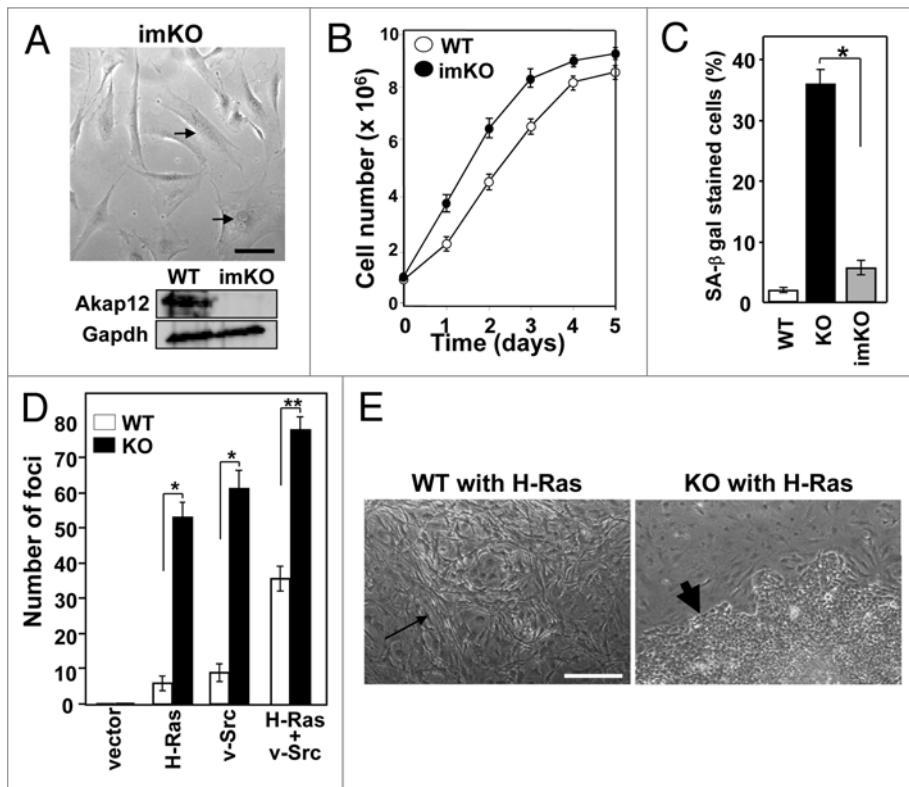 A
imKO
WT imKO
Akap12
Gapdh
B
WT
imKO
Cell number (x 10⁶)
10
8
6
4
2
0
0 1 2 3 4 5
Time (days)
C
SA-β gal stained cells (%)
40
30
20
10
0
*
WT
KO
imKO
D
WT
KO
Number of foci
80
70
60
50
40
30
20
10
0
*
*
**
vector
H-Ras
v-Src
H-Ras
+
v-Src
E
WT with H-Ras
KO with H-Ras